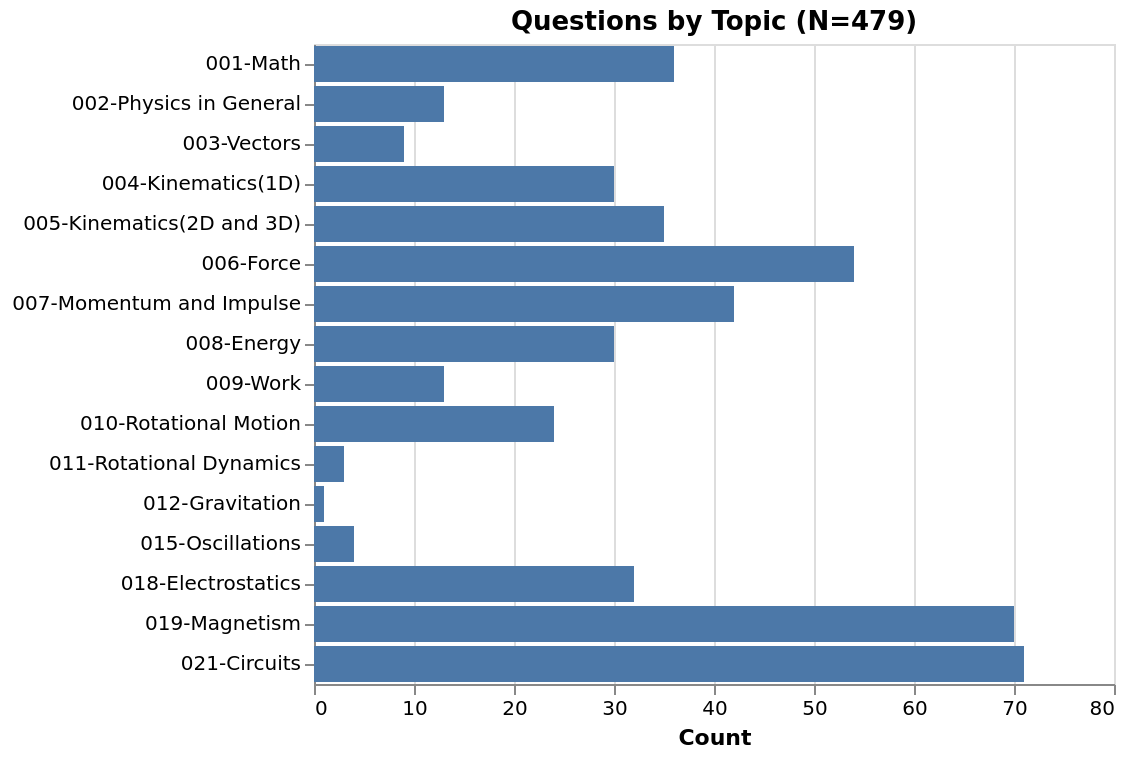 Questions by Topic (N=479)
001-Math
002-Physics in General
003-Vectors
004-Kinematics(1D)
005-Kinematics(2D and 3D)
006-Force
007-Momentum and Impulse
008-Energy
009-Work
010-Rotational Motion
011-Rotational Dynamics
012-Gravitation
015-Oscillations
018-Electrostatics
019-Magnetism
021-Circuits
0 10 20 30 40 50 60 70 80
Count